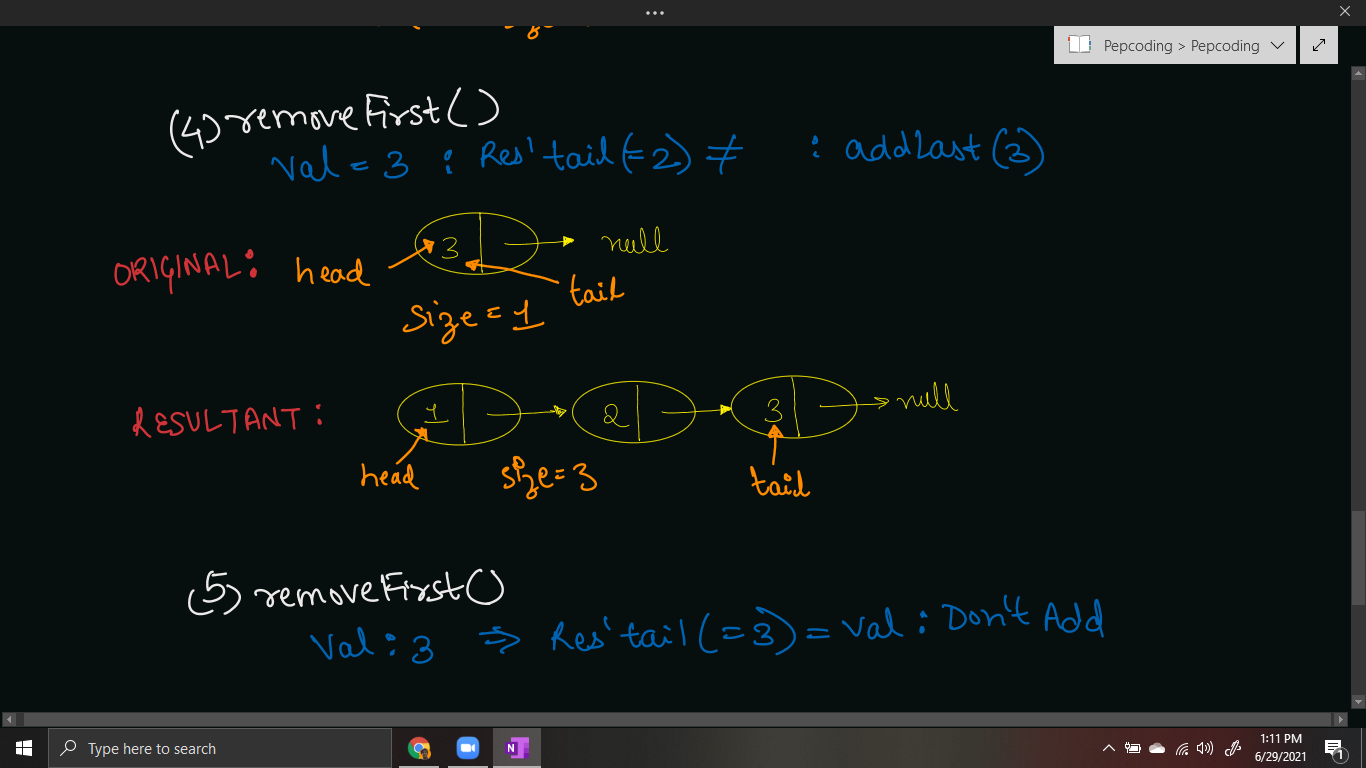 Pepcoding > Pepcoding
(4) removeFirst()
Val = 3 : Res' tail (=2) ≠ : addLast(3)
ORIGINAL: head 3 null
tail
Size = 1
RESULTANT: 1 2 3 null
head size=3 tail
(5) removeFirst()
Val : 3 ⇒ Res' tail (=3) = Val : Don't Add
Type here to search
1:11 PM
6/29/2021
1